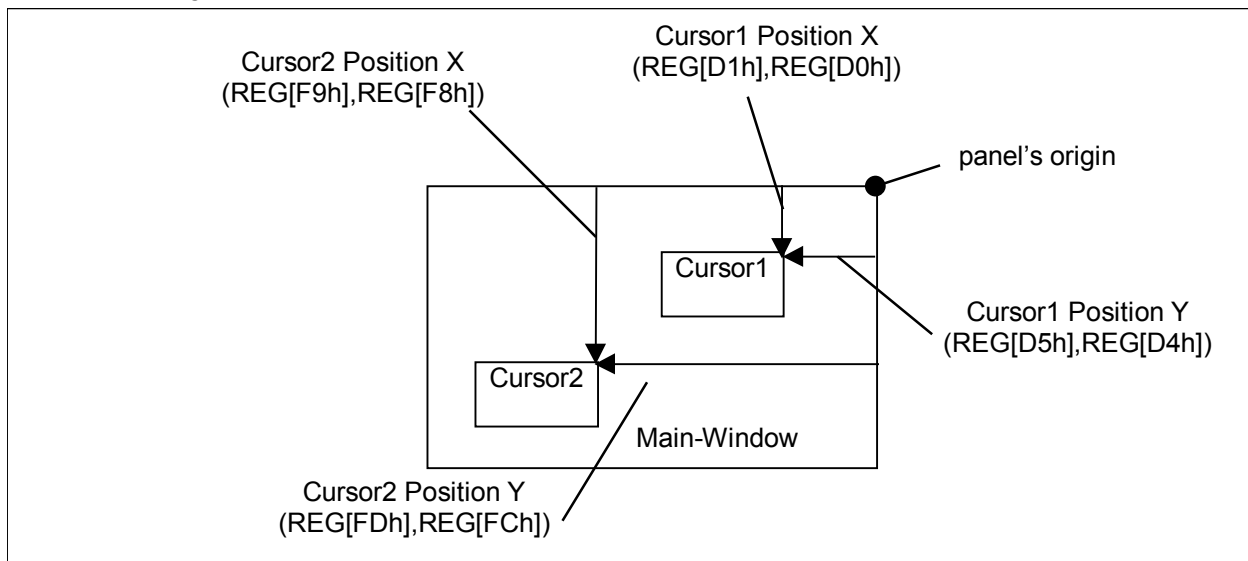 Cursor2 Position X
(REG[F9h],REG[F8h])
Cursor1 Position X
(REG[D1h],REG[D0h])
panel's origin
Cursor1
Cursor1 Position Y
(REG[D5h],REG[D4h])
Cursor2
Main-Window
Cursor2 Position Y
(REG[FDh],REG[FCh])